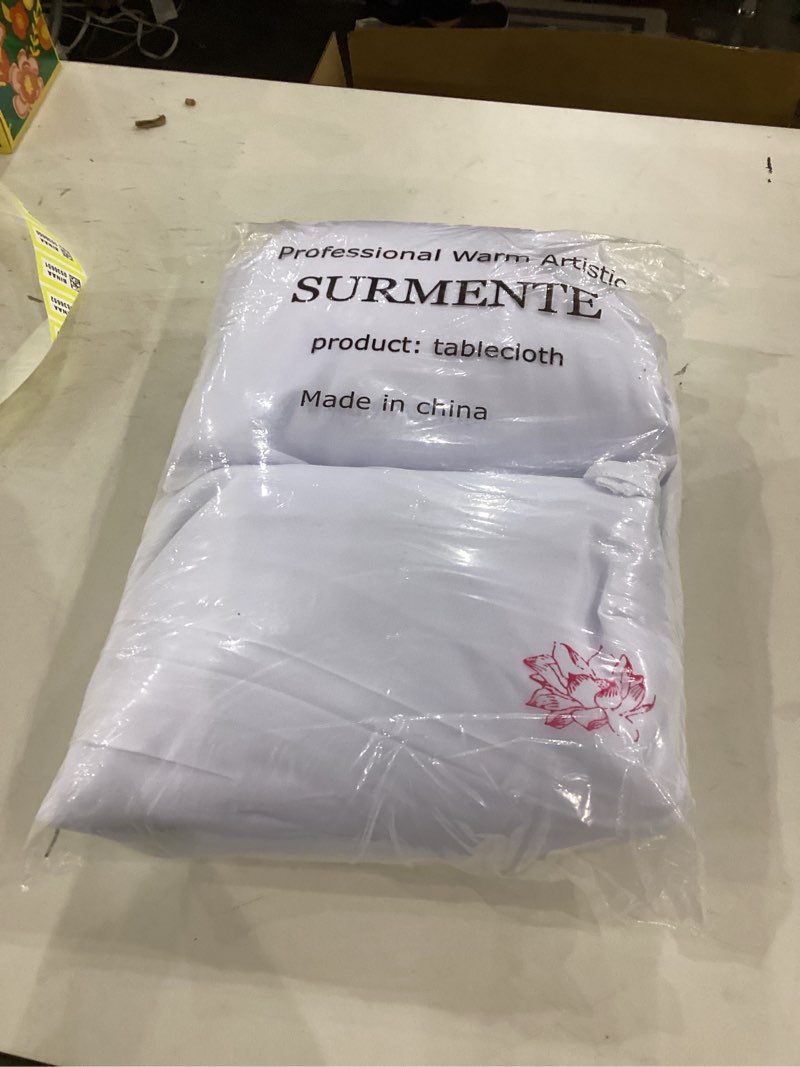 Professional Warm Artistic
SURMENTE
product: tablecloth
Made in china